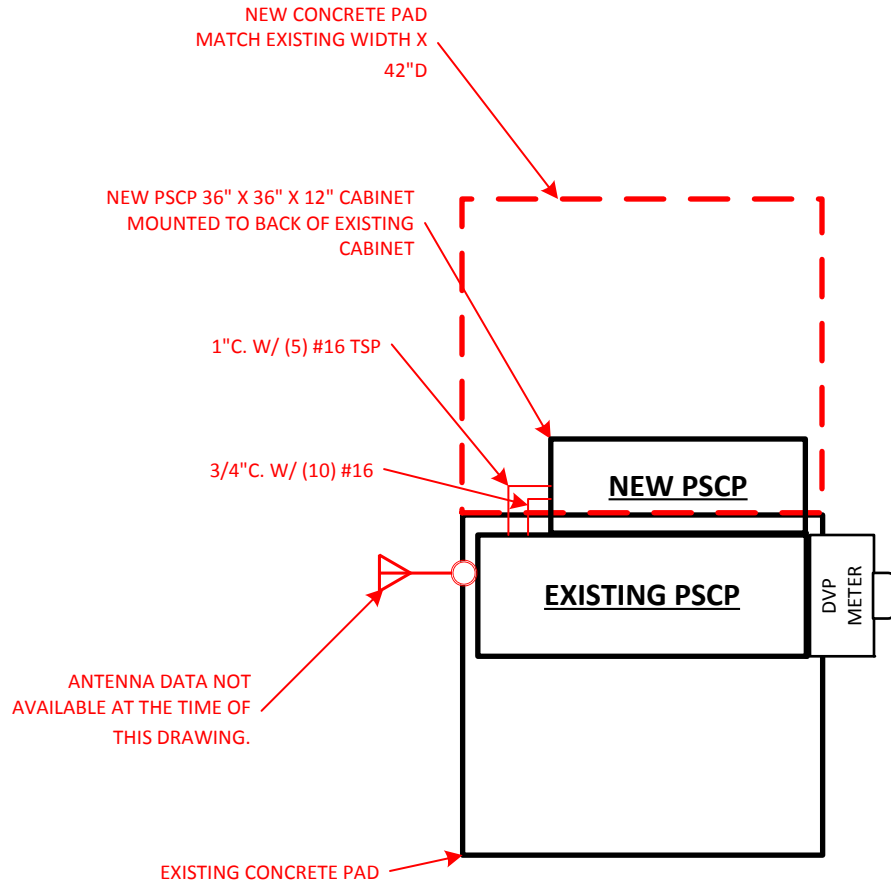 NEW CONCRETE PAD
MATCH EXISTING WIDTH X
42"D
NEW PSCP 36" X 36" X 12" CABINET
MOUNTED TO BACK OF EXISTING
CABINET
1"C. W/ (5) #16 TSP
3/4"C. W/ (10) #16
NEW PSCP
EXISTING PSCP
DVP
METER
ANTENNA DATA NOT
AVAILABLE AT THE TIME OF
THIS DRAWING.
EXISTING CONCRETE PAD